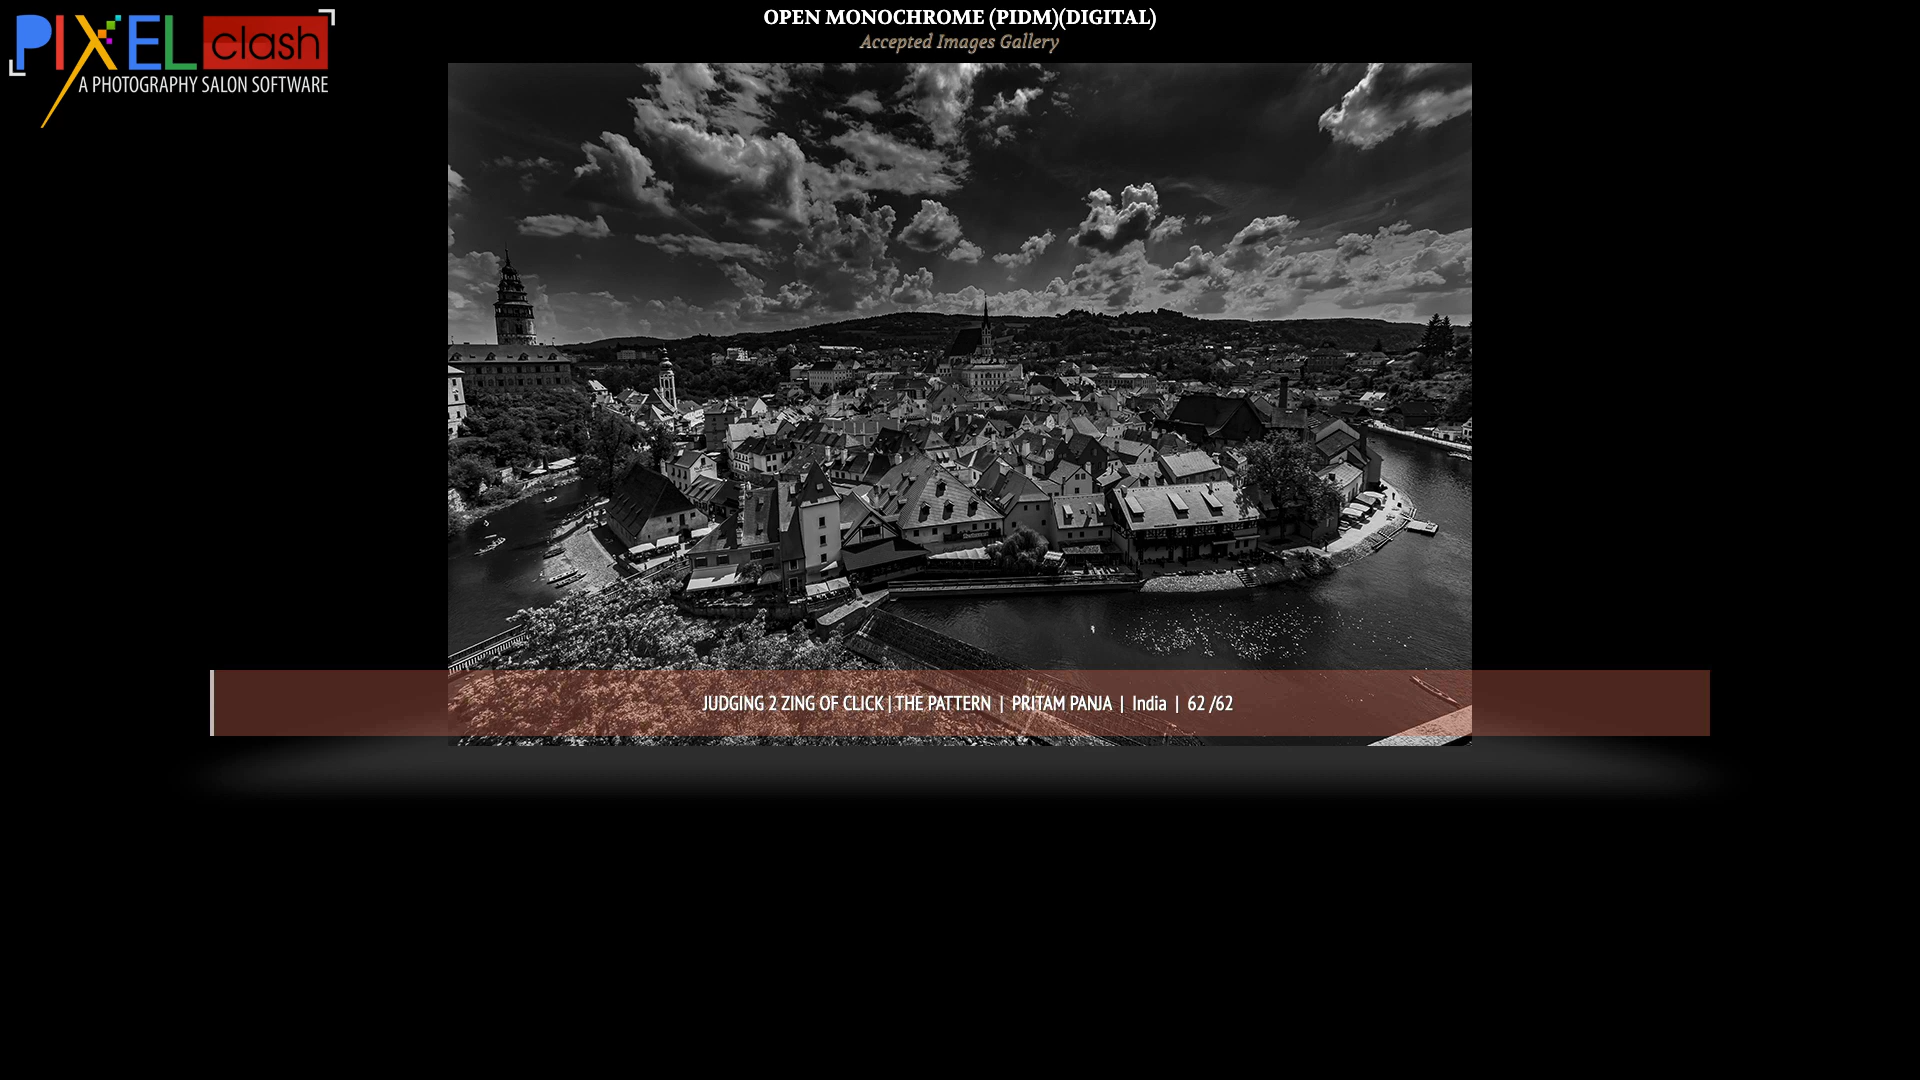 PIXEL clash
A PHOTOGRAPHY SALON SOFTWARE
OPEN MONOCHROME (PIDM)(DIGITAL)
Accepted Images Gallery
JUDGING 2 ZING OF CLICK | THE PATTERN | PRITAM PANJA | India | 62 /62